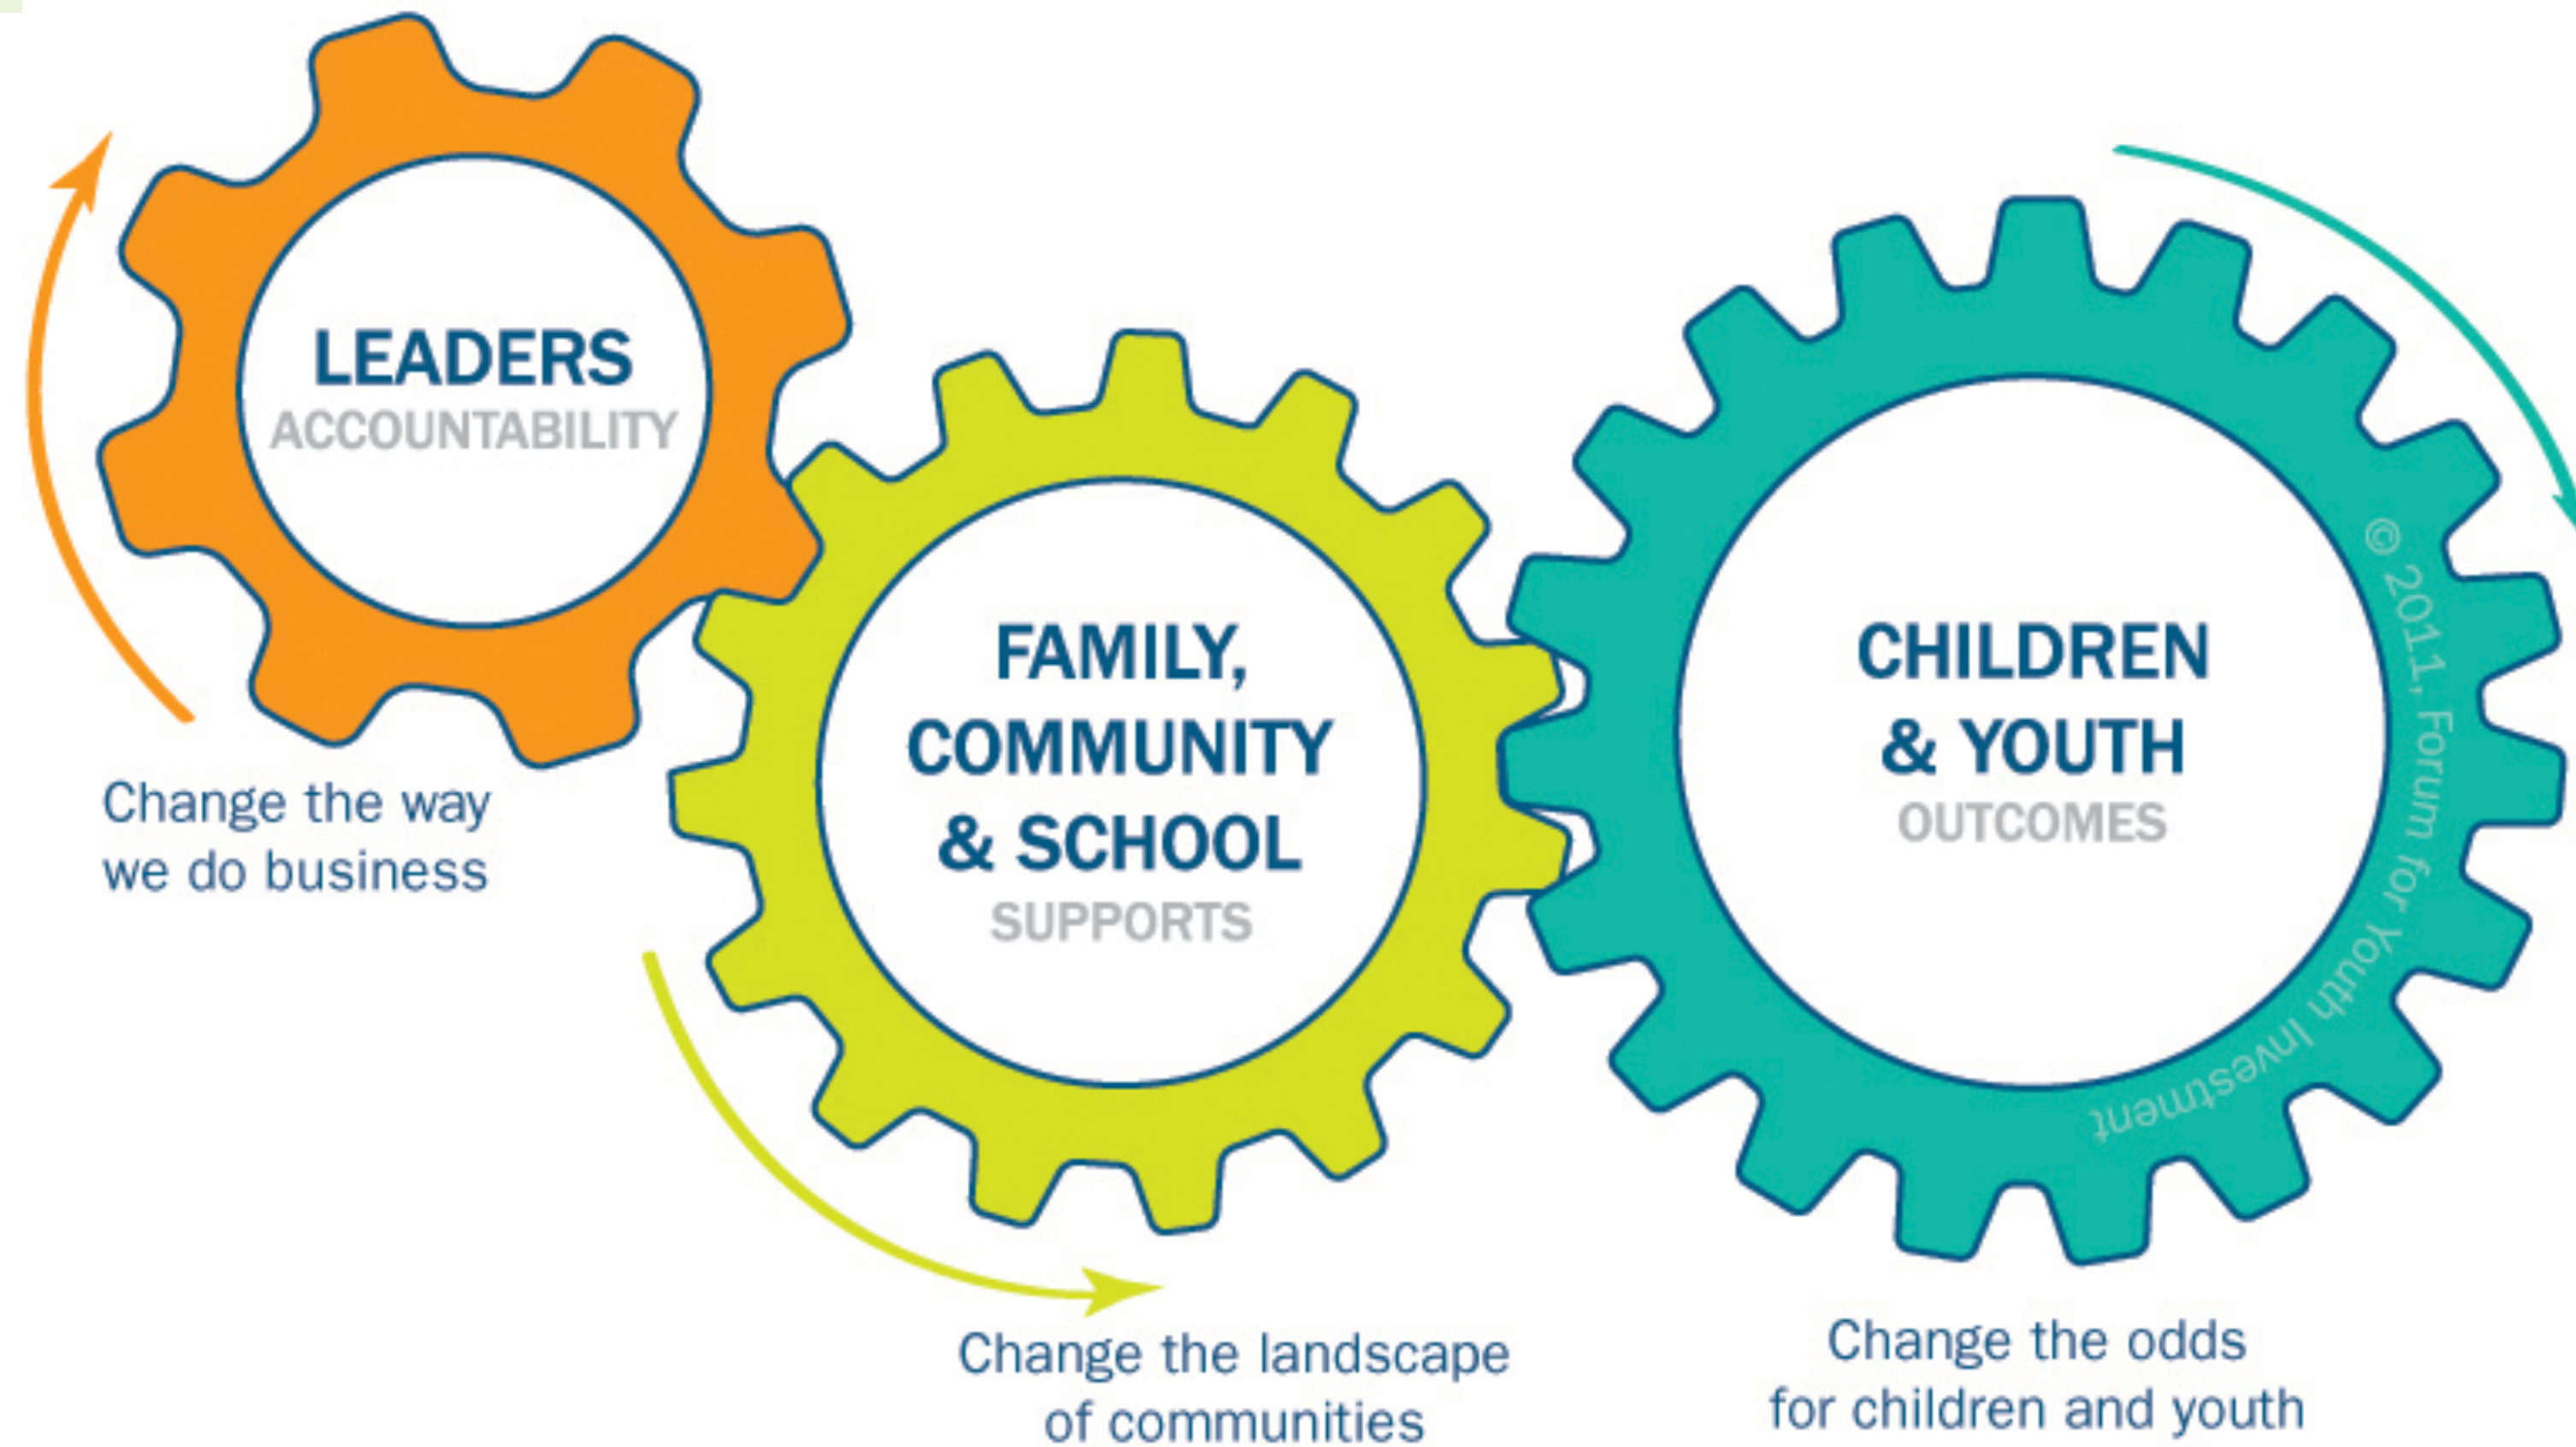 LEADERS
ACCOUNTABILITY
Change the way
we do business
FAMILY,
COMMUNITY
& SCHOOL
SUPPORTS
Change the landscape
of communities
CHILDREN
& YOUTH
OUTCOMES
© 2011, Forum for Youth Investment
Change the odds
for children and youth